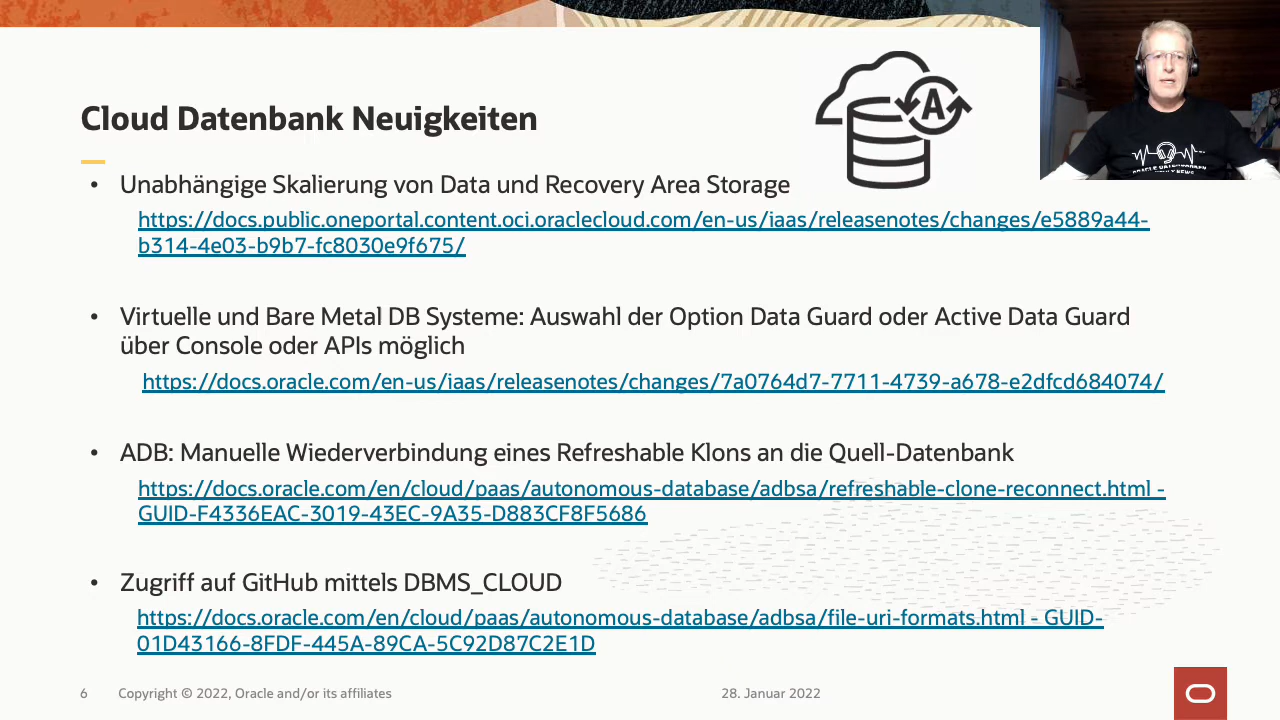 Cloud Datenbank Neuigkeiten
A
• Unabhängige Skalierung von Data und Recovery Area Storage
https://docs.public.oneportal.content.oci.oraclecloud.com/en-us/iaas/releasenotes/changes/e5889a44-
b314-4e03-b9b7-fc8030e9f675/
• Virtuelle und Bare Metal DB Systeme: Auswahl der Option Data Guard oder Active Data Guard
über Console oder APIs möglich
https://docs.oracle.com/en-us/iaas/releasenotes/changes/7a0764d7-7711-4739-a678-e2dfcd684074/
• ADB: Manuelle Wiederverbindung eines Refreshable Klons an die Quell-Datenbank
https://docs.oracle.com/en/cloud/paas/autonomous-database/adbsa/refreshable-clone-reconnect.html -
GUID-F4336EAC-3019-43EC-9A35-D883CF8F5686
• Zugriff auf GitHub mittels DBMS_CLOUD
https://docs.oracle.com/en/cloud/paas/autonomous-database/adbsa/file-uri-formats.html - GUID-
01D43166-8FDF-445A-89CA-5C92D87C2E1D
6 Copyright © 2022, Oracle and/or its affiliates 28. Januar 2022